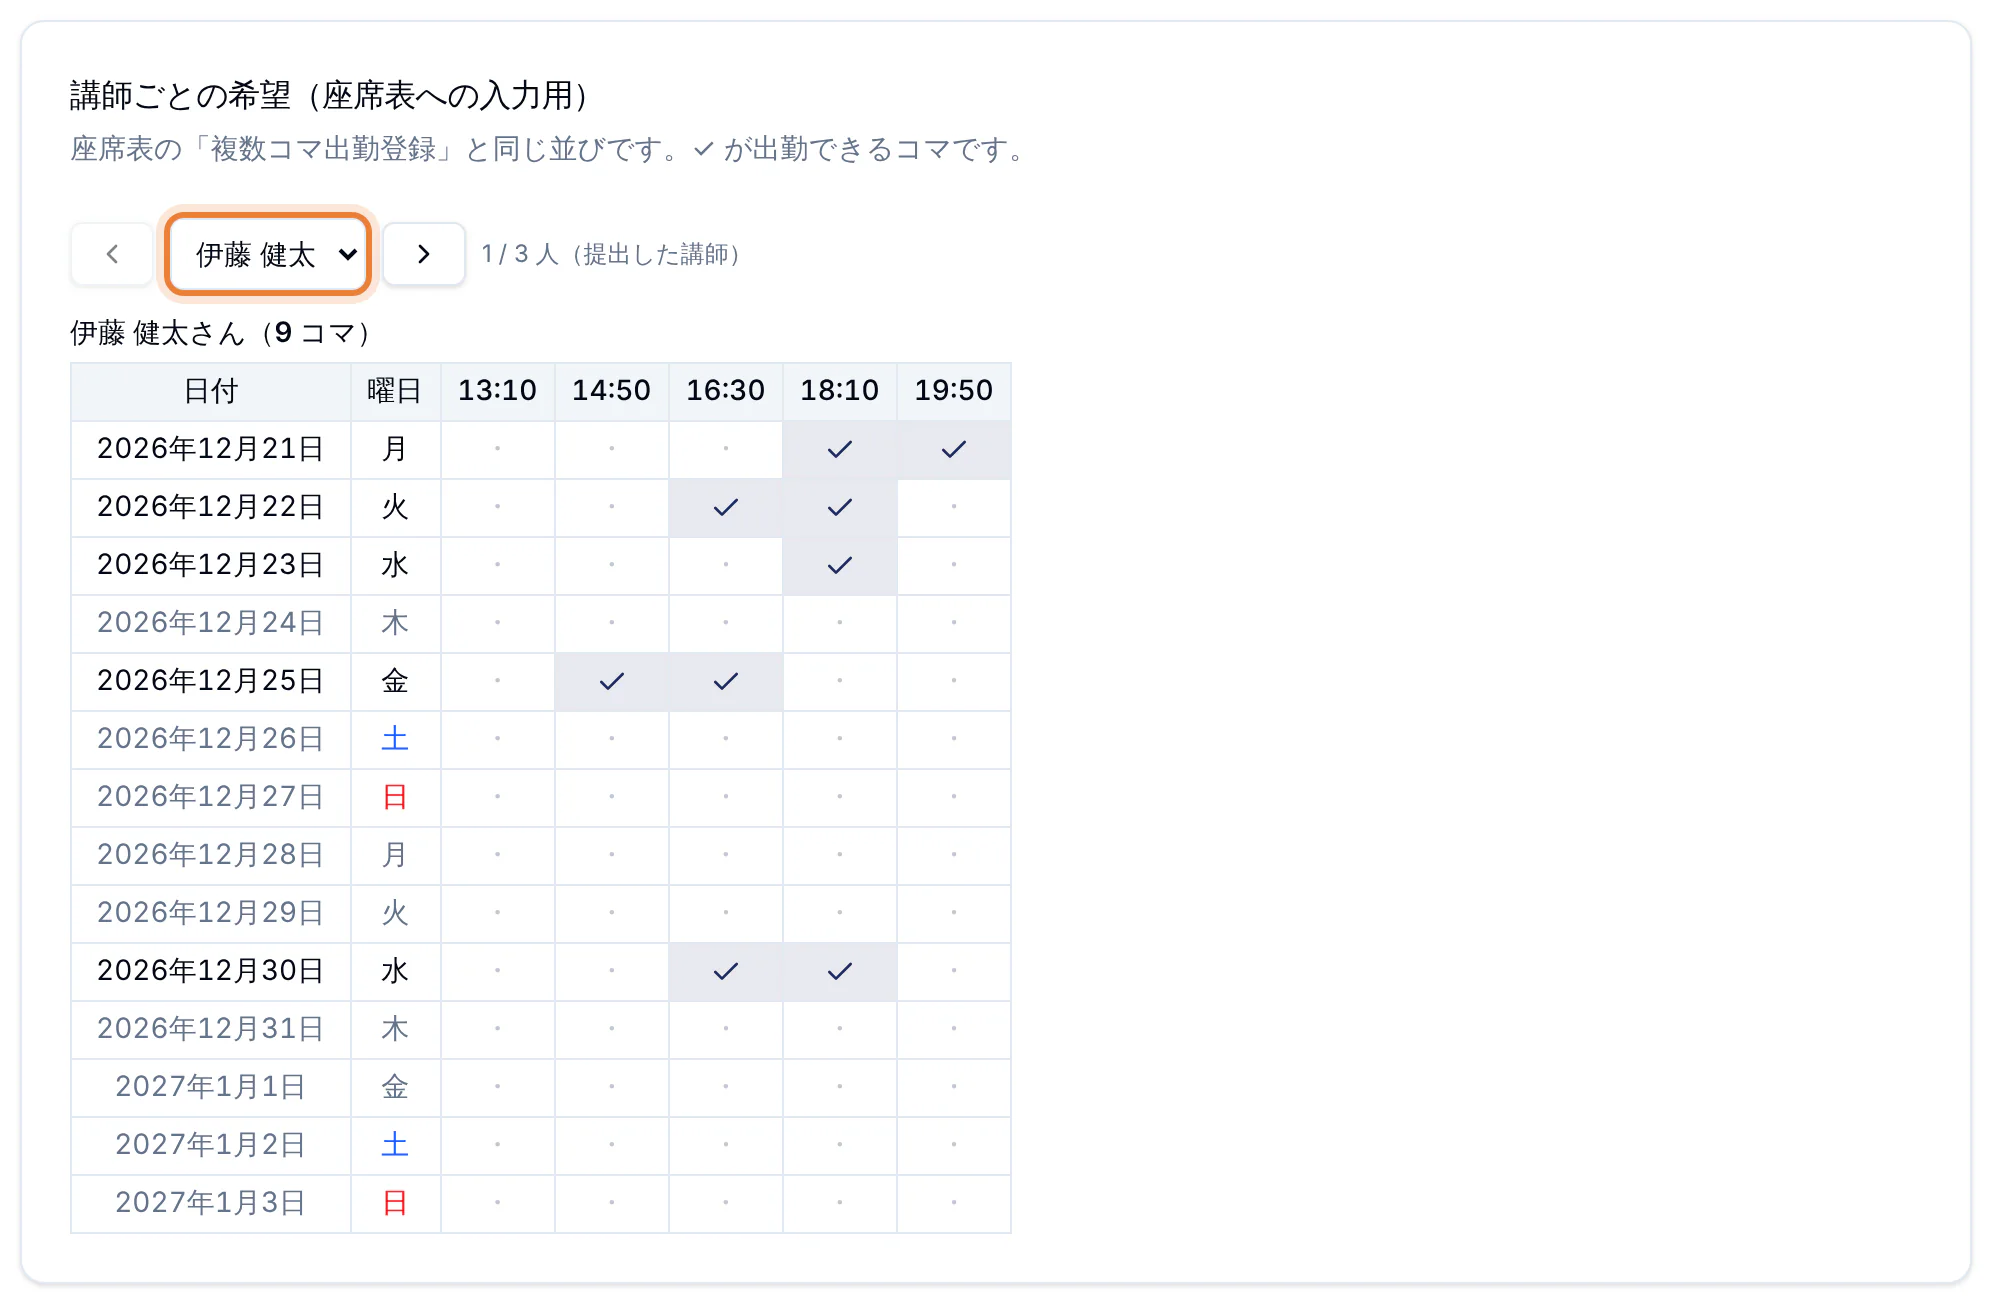 講師ごとの希望（座席表への入力用）
座席表の「複数コマ出勤登録」と同じ並びです。✓ が出勤できるコマです。
伊藤 健太
1 / 3 人（提出した講師）
伊藤 健太さん（9 コマ）
日付 曜日 13:10 14:50 16:30 18:10 19:50
2026年12月21日 月 · · · ✓ ✓
2026年12月22日 火 · · ✓ ✓ ·
2026年12月23日 水 · · · ✓ ·
2026年12月24日 木 · · · · ·
2026年12月25日 金 · ✓ ✓ · ·
2026年12月26日 土 · · · · ·
2026年12月27日 日 · · · · ·
2026年12月28日 月 · · · · ·
2026年12月29日 火 · · · · ·
2026年12月30日 水 · · ✓ ✓ ·
2026年12月31日 木 · · · · ·
2027年1月1日 金 · · · · ·
2027年1月2日 土 · · · · ·
2027年1月3日 日 · · · · ·